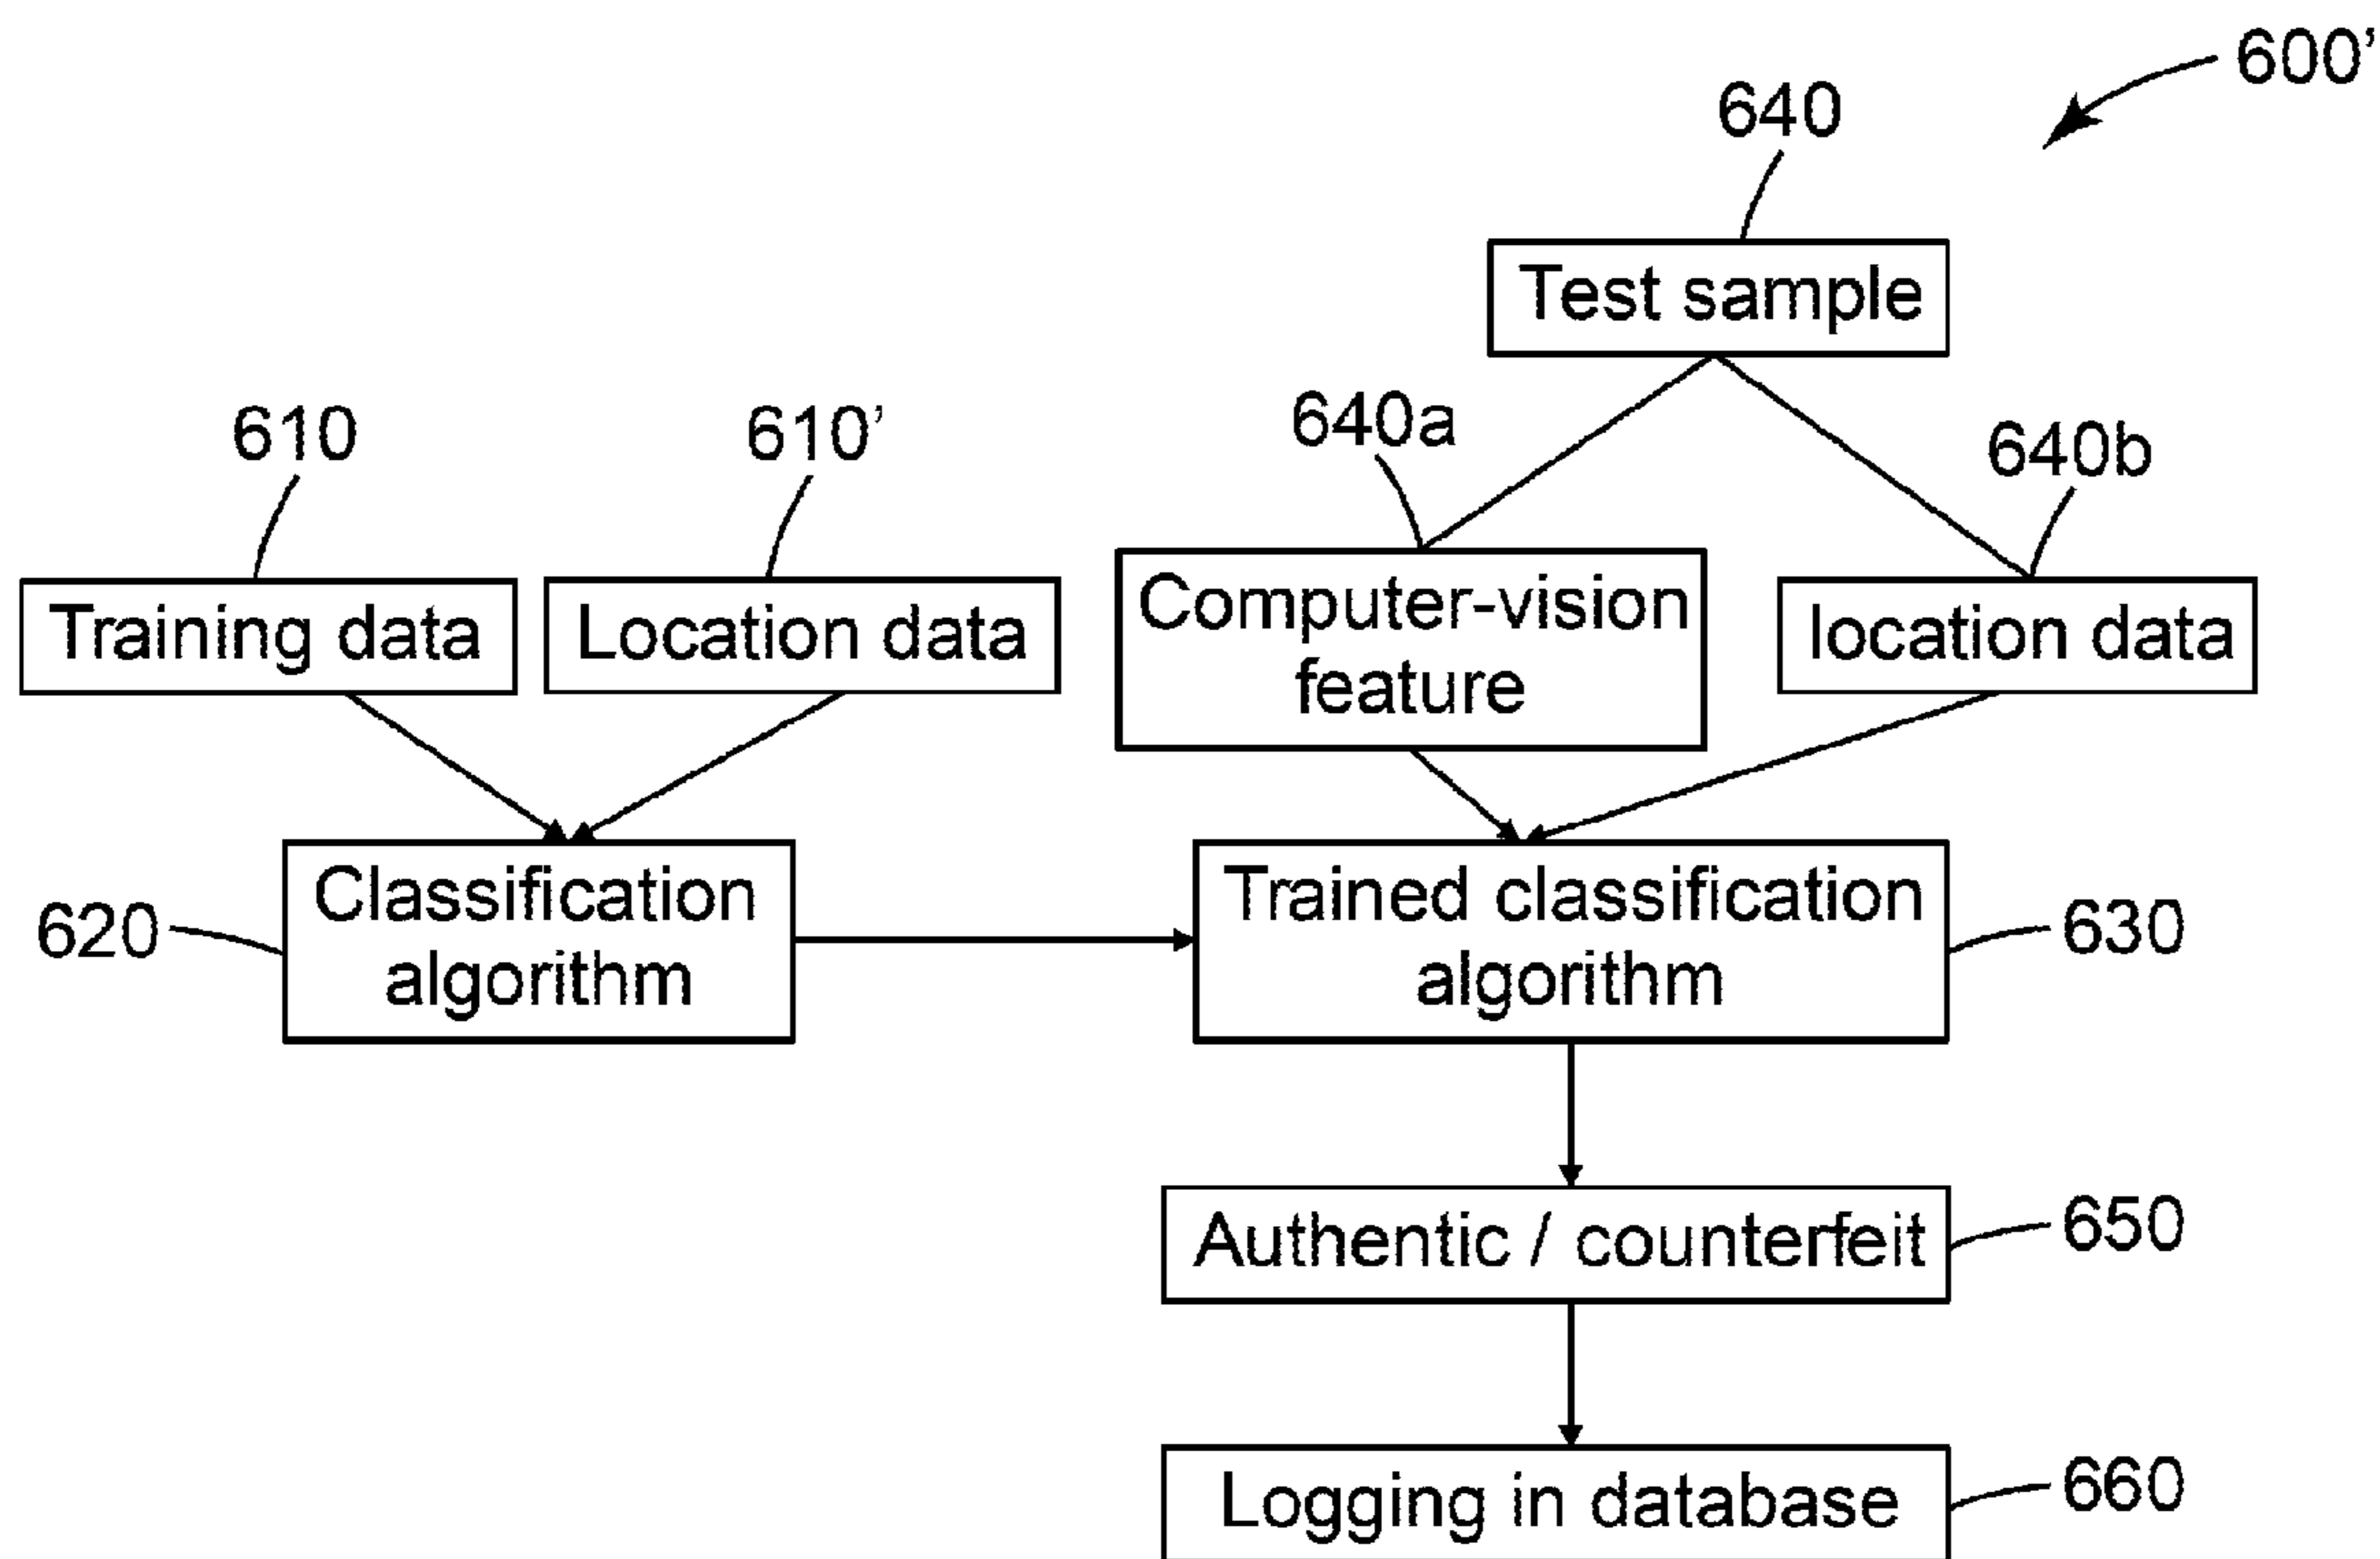 600’
640
640a
640b
610
610’
Test sample
Training data
Location data
Computer-vision
feature
location data
620
Classification
algorithm
Trained classification
algorithm
630
Authentic / counterfeit
650
Logging in database
660